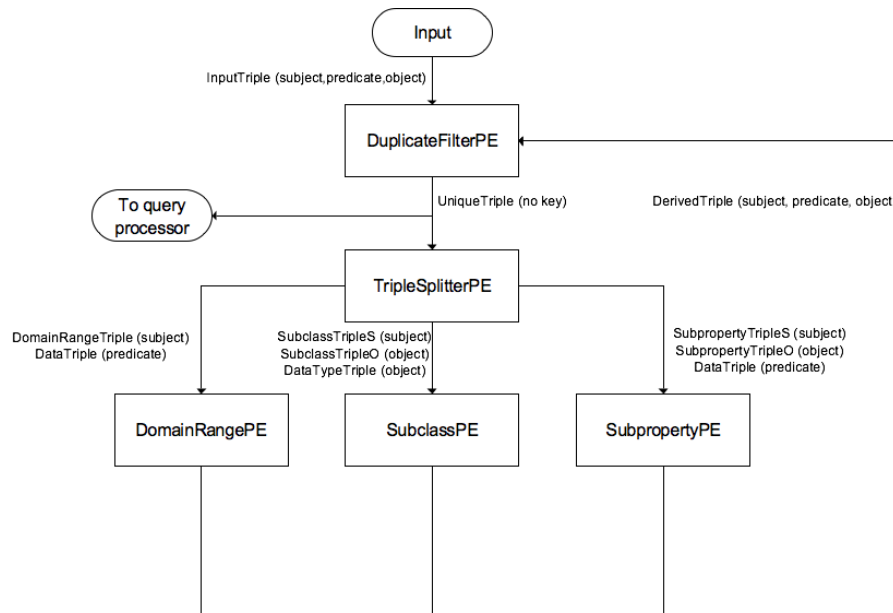 Input
InputTriple (subject,predicate,object)
DuplicateFilterPE
UniqueTriple (no key)
DerivedTriple (subject, predicate, object
To query
processor
TripleSplitterPE
DomainRangeTriple (subject)
DataTriple (predicate)
SubclassTripleS (subject)
SubclassTripleO (object)
DataTypeTriple (object)
SubpropertyTripleS (subject)
SubpropertyTripleO (object)
DataTriple (predicate)
DomainRangePE
SubclassPE
SubpropertyPE